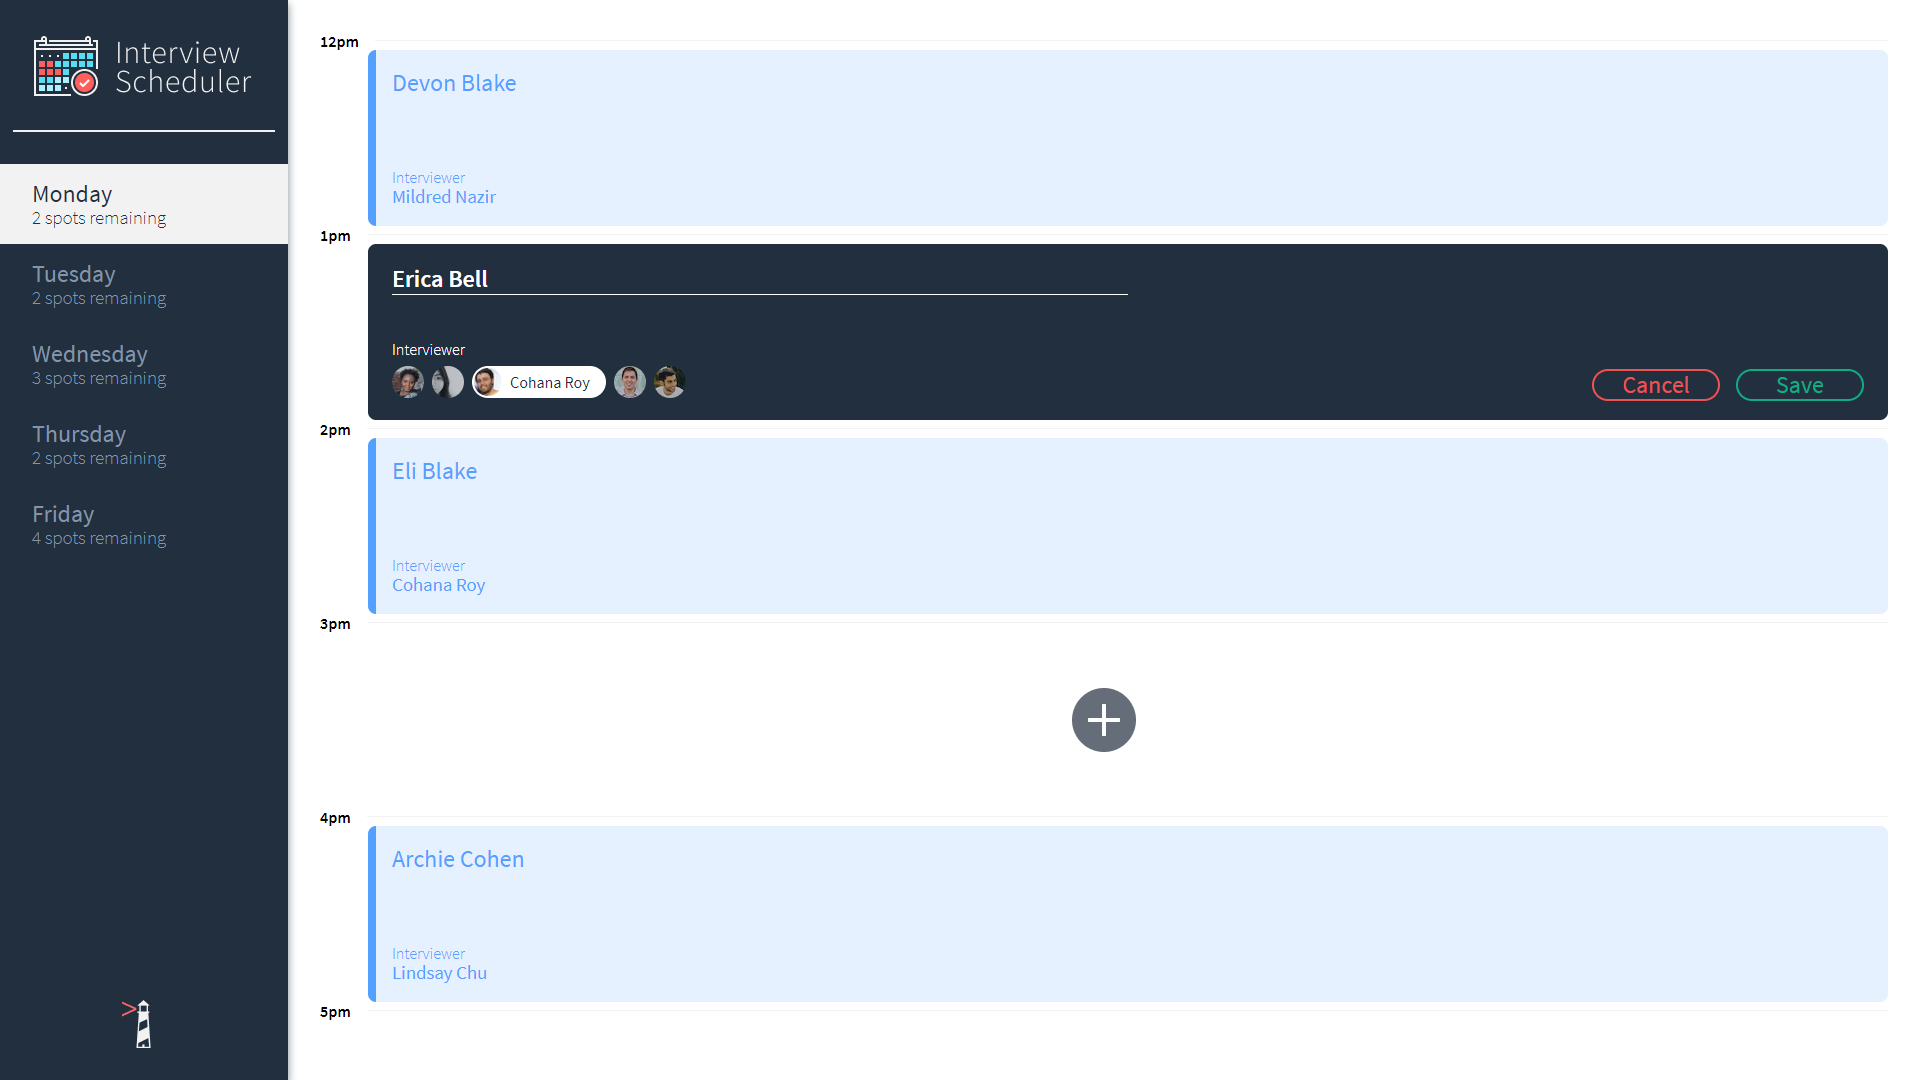 Interview
Scheduler
Monday
2 spots remaining
Tuesday
2 spots remaining
Wednesday
3 spots remaining
Thursday
2 spots remaining
Friday
4 spots remaining
12pm
Devon Blake
Interviewer
Mildred Nazir
1pm
Erica Bell
Interviewer
Cohana Roy
Cancel
Save
2pm
Eli Blake
Interviewer
Cohana Roy
3pm
4pm
Archie Cohen
Interviewer
Lindsay Chu
5pm